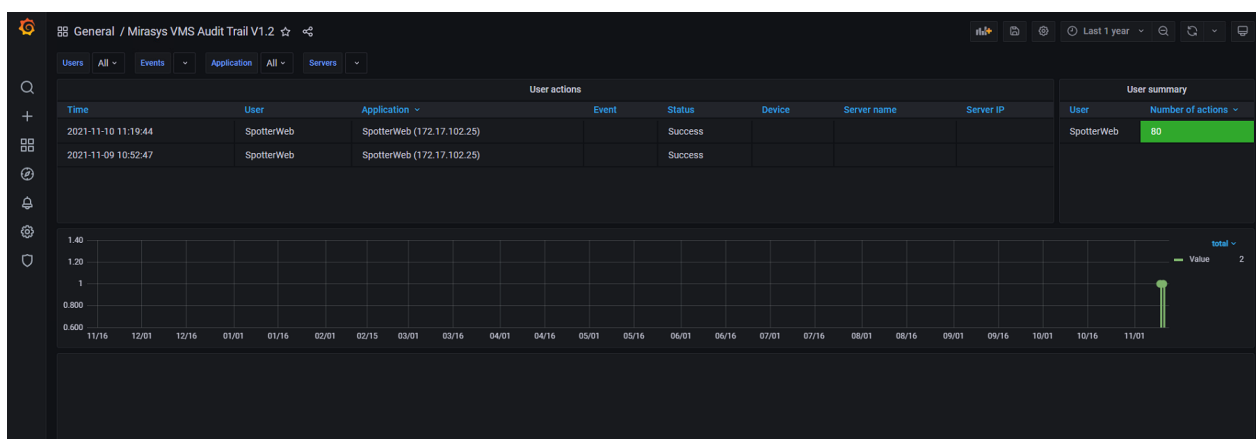 General / Mirasys VMS Audit Trail V1.2
Last 1 year
Users All Events Application All Servers
User actions
Time User Application Event Status Device Server name Server IP
2021-11-10 11:19:44 SpotterWeb SpotterWeb (172.17.102.25) Success
2021-11-09 10:52:47 SpotterWeb SpotterWeb (172.17.102.25) Success
User summary
User Number of actions
SpotterWeb 80
1.40
1.20
1
0.800
0.600
11/16 12/01 12/16 01/01 01/16 02/01 02/15 03/01 03/16 04/01 04/16 05/01 05/16 06/01 06/16 07/01 07/16 08/01 08/16 09/01 09/16 10/01 10/16 11/01
total
Value 2